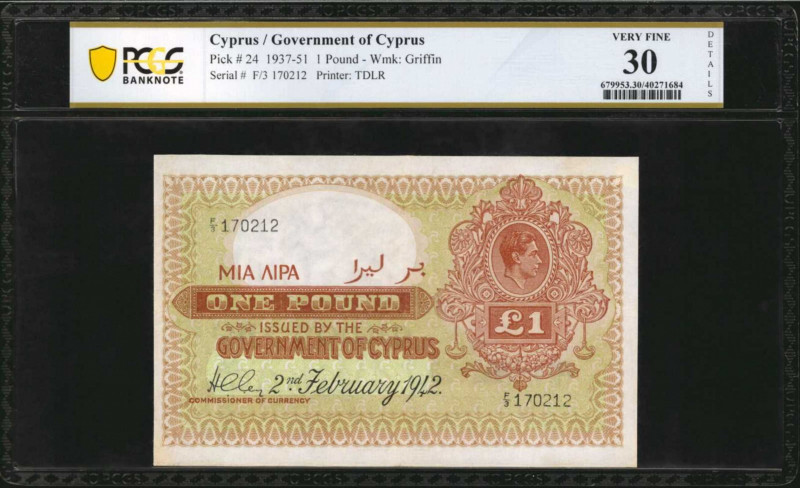 PCGS
BANKNOTE
Cyprus / Government of Cyprus
Pick # 24 1937-51 1 Pound - Wmk: Griffin
Serial # F/3 170212 Printer: TDLR
VERY FINE
30
679953.30/40271684
DETAILS
F/3 170212
ΜΙΑ ΛΙΡΑ بر ليرا
ONE POUND
ISSUED BY THE
GOVERNMENT OF CYPRUS
£1
2nd February 1942.
COMMISSIONER OF CURRENCY
F/3 170212